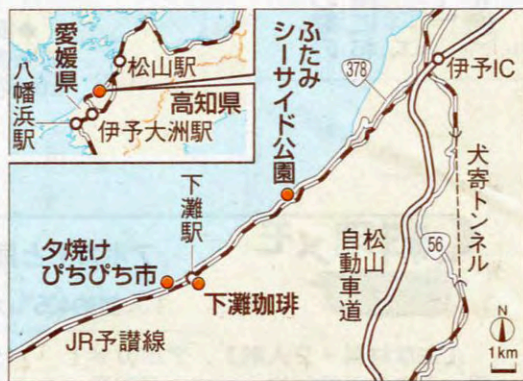 愛媛県
松山駅
八幡浜駅
高知県
伊予大洲駅
ふたみ
シーサイド公園
378
伊予IC
犬寄トンネル
56
松山
自動車道
下灘駅
夕焼け
ぴちぴち市
下灘珈琲
JR予讃線
N
1km